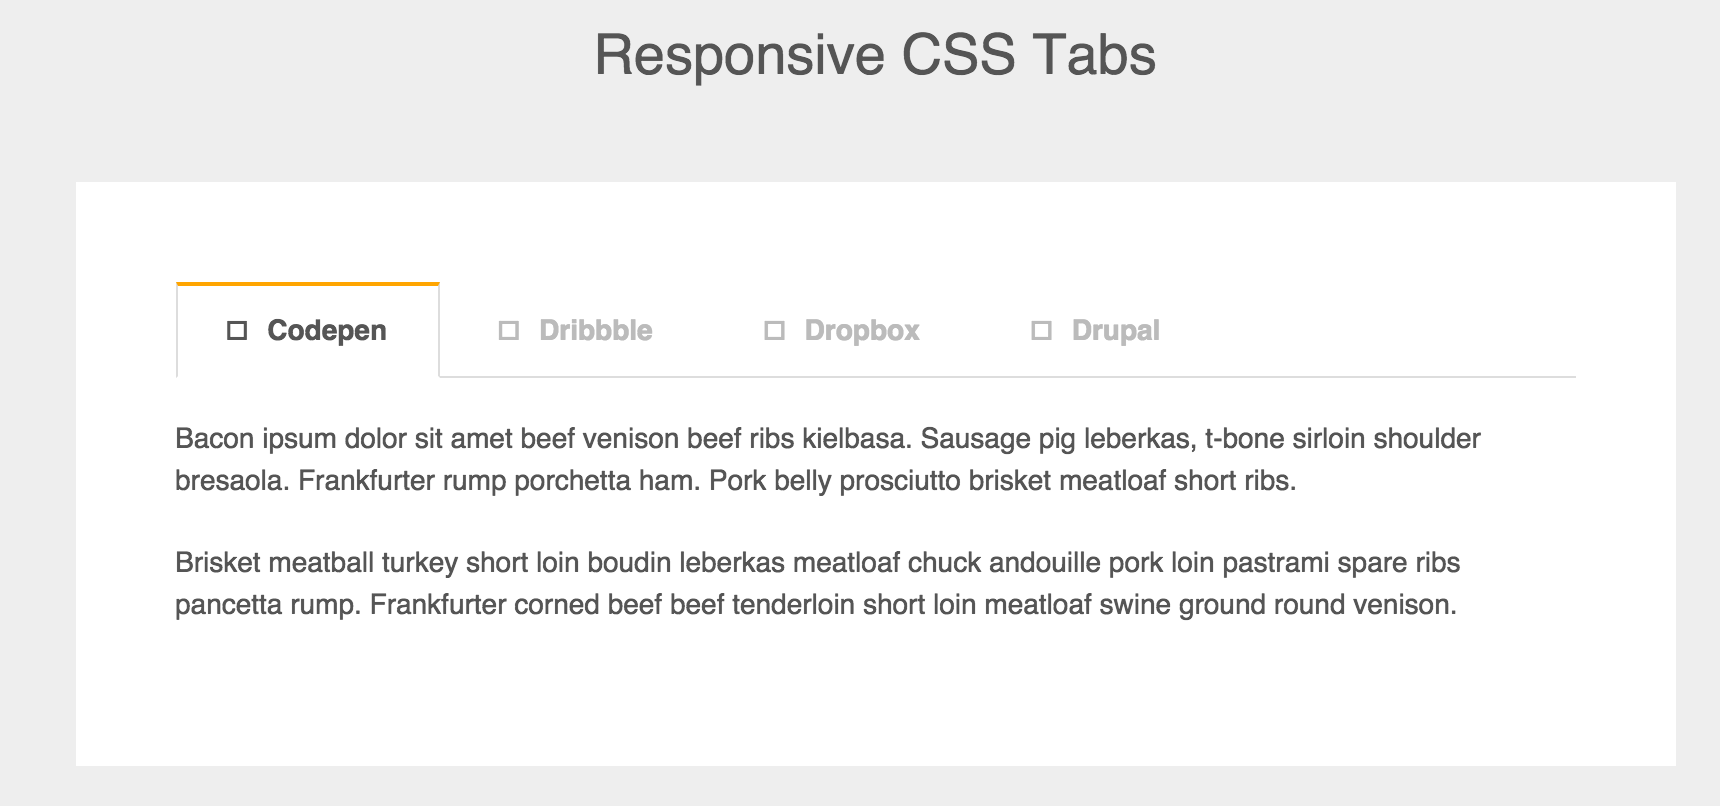 Responsive CSS Tabs
Codepen Dribbble Dropbox Drupal
Bacon ipsum dolor sit amet beef venison beef ribs kielbasa. Sausage pig leberkas, t-bone sirloin shoulder
bresaola. Frankfurter rump porchetta ham. Pork belly prosciutto brisket meatloaf short ribs.
Brisket meatball turkey short loin boudin leberkas meatloaf chuck andouille pork loin pastrami spare ribs
pancetta rump. Frankfurter corned beef beef tenderloin short loin meatloaf swine ground round venison.